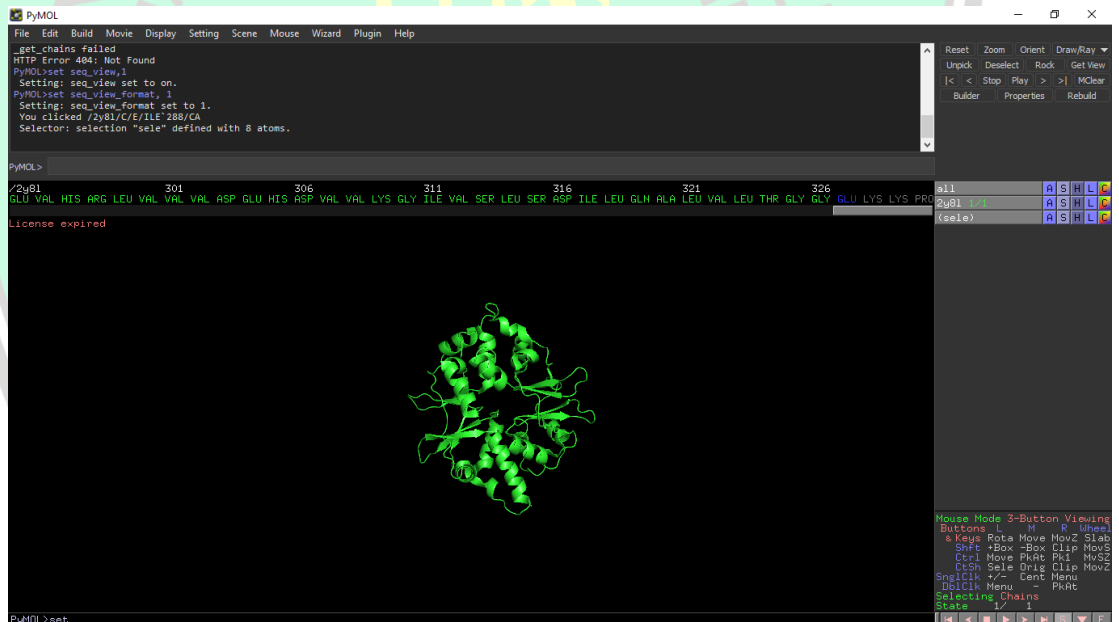 PyMOL
File Edit Build Movie Display Setting Scene Mouse Wizard Plugin Help
_get_chains failed
HTTP Error 404: Not Found
PyMOL>set seq_view,1
Setting: seq_view set to on.
PyMOL>set seq_view_format, 1
Setting: seq_view_format set to 1.
You clicked /2y8l/C/E/ILE`288/CA
Selector: selection "sele" defined with 8 atoms.
Reset Zoom Orient Draw/Ray
Unpick Deselect Rock Get View
|< < Stop Play > >| MClear
Builder Properties Rebuild
PyMOL>
/2y8l 301 306 311 316 321 326
GLU VAL HIS ARG LEU VAL VAL VAL ASP GLU HIS ASP VAL VAL LYS GLY ILE VAL SER LEU SER ASP ILE LEU GLN ALA LEU VAL LEU THR GLY GLY GLU LYS LYS PRO
License expired
all A S H L C
2y8l 1/1 A S H L C
(sele) A S H L C
Mouse Mode 3-Button Viewing
Buttons L M R Wheel
& Keys Rota Move MovZ Slab
Shft +Box -Box Clip MovS
Ctrl Move PkAt Pk1 MvSZ
CtSh Sele Orig Clip MovZ
SnglClk +/- Cent Menu
DblClk Menu - PkAt
Selecting Chains
State 1/ 1
PyMOL>set
S F